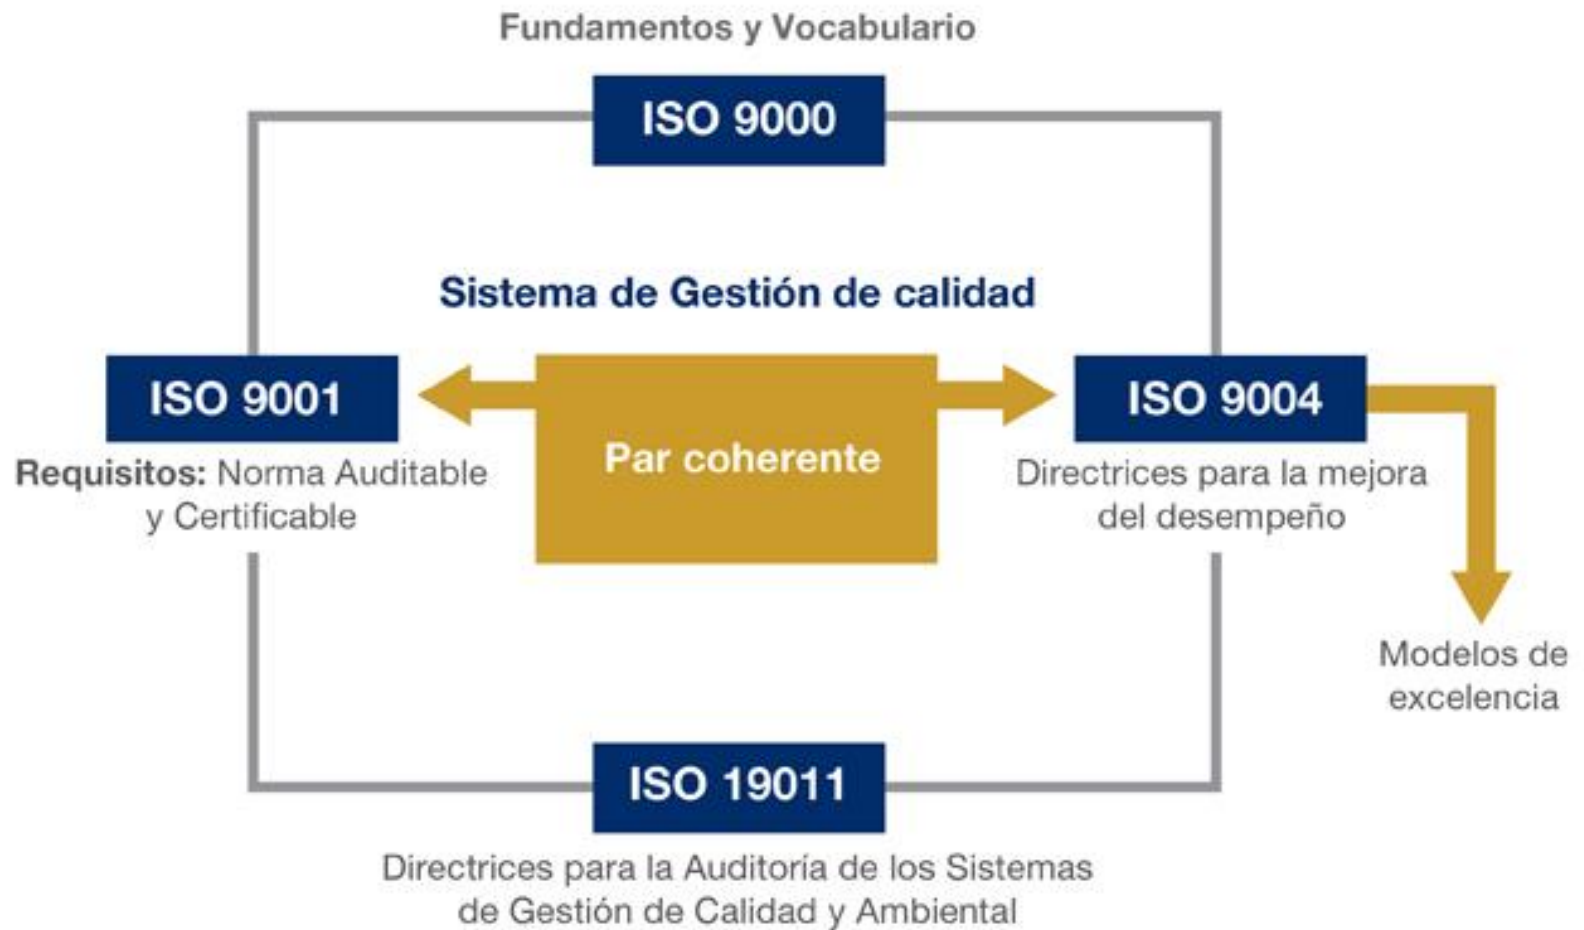 Fundamentos y Vocabulario
ISO 9000
Sistema de Gestión de calidad
ISO 9001
Requisitos: Norma Auditable
y Certificable
Par coherente
ISO 9004
Directrices para la mejora
del desempeño
Modelos de
excelencia
ISO 19011
Directrices para la Auditoría de los Sistemas
de Gestión de Calidad y Ambiental